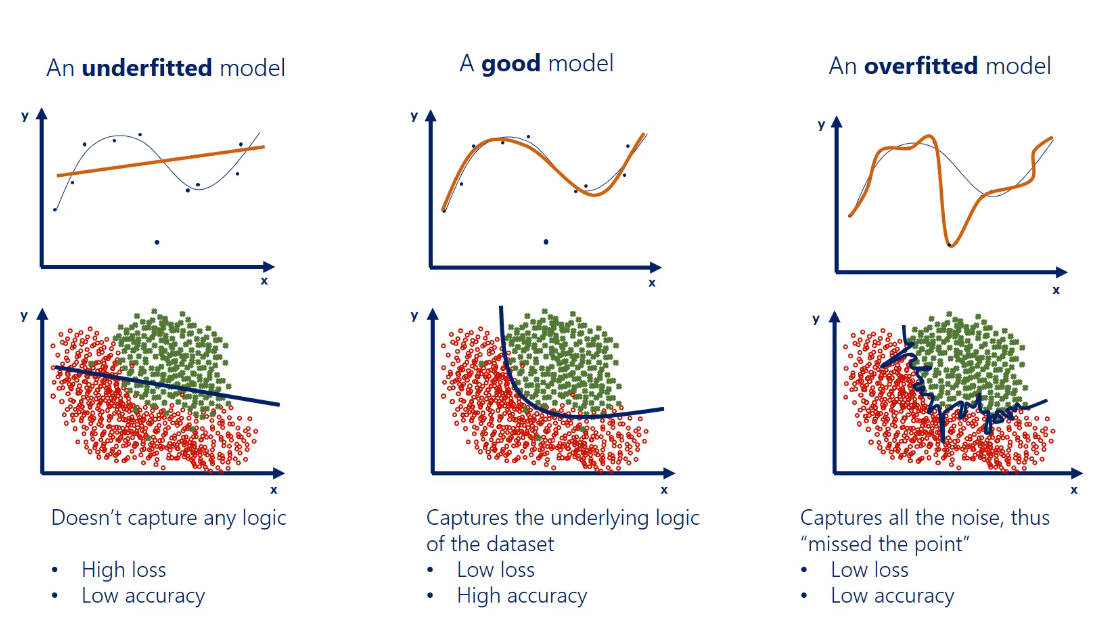 An underfitted model
A good model
An overfitted model
y
x
y
x
y
x
y
x
y
x
y
x
Doesn't capture any logic
• High loss
• Low accuracy
Captures the underlying logic
of the dataset
• Low loss
• High accuracy
Captures all the noise, thus
“missed the point”
• Low loss
• Low accuracy